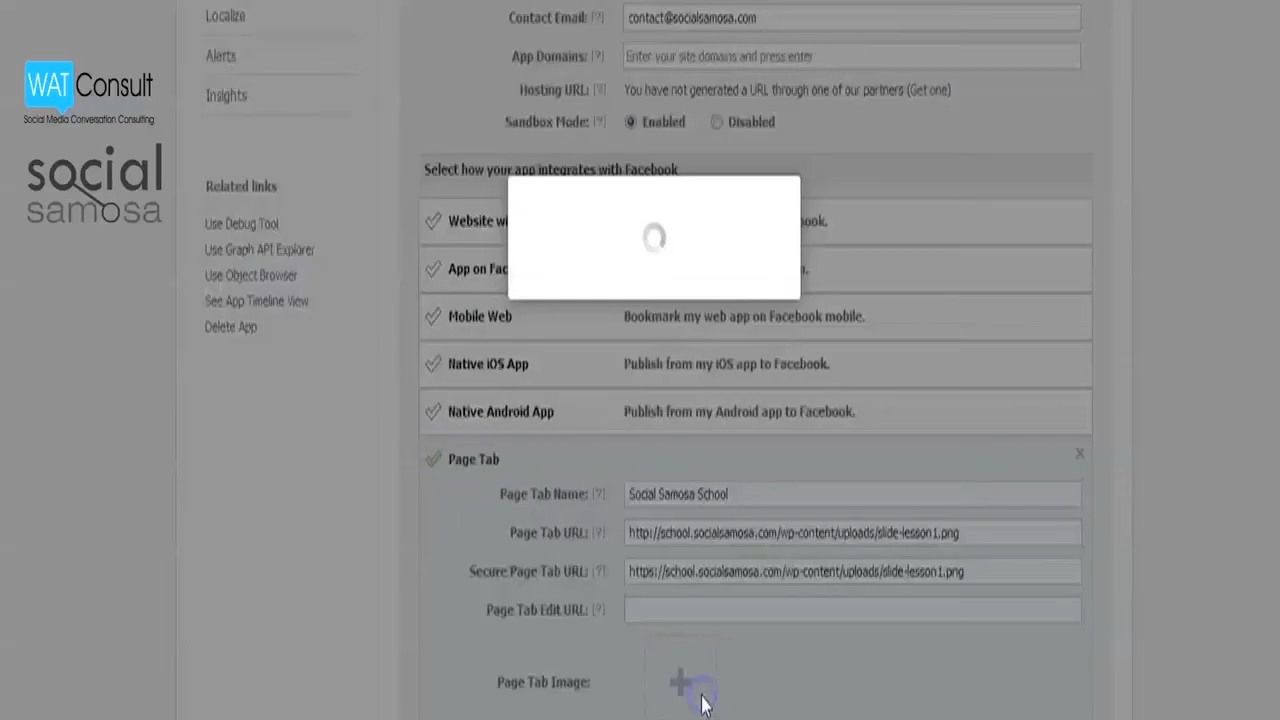 Localize
Alerts
Insights
WAT Consult
Social Media Conversation Consulting
social
samosa
Related links
Use Debug Tool
Use Graph API Explorer
Use Object Browser
See App Timeline View
Delete App
Contact Email: [?] contact@socialsamosa.com
App Domains: [?] Enter your site domains and press enter
Hosting URL: [?] You have not generated a URL through one of our partners (Get one)
Sandbox Mode: [?] Enabled Disabled
Select how your app integrates with Facebook
Website
App on
Mobile Web Bookmark my web app on Facebook mobile.
Native iOS App Publish from my iOS app to Facebook.
Native Android App Publish from my Android app to Facebook.
Page Tab X
Page Tab Name: [?] Social Samosa School
Page Tab URL: [?] http://school.socialsamosa.com/wp-content/uploads/slide-lesson1.png
Secure Page Tab URL: [?] https://school.socialsamosa.com/wp-content/uploads/slide-lesson1.png
Page Tab Edit URL: [?]
Page Tab Image: